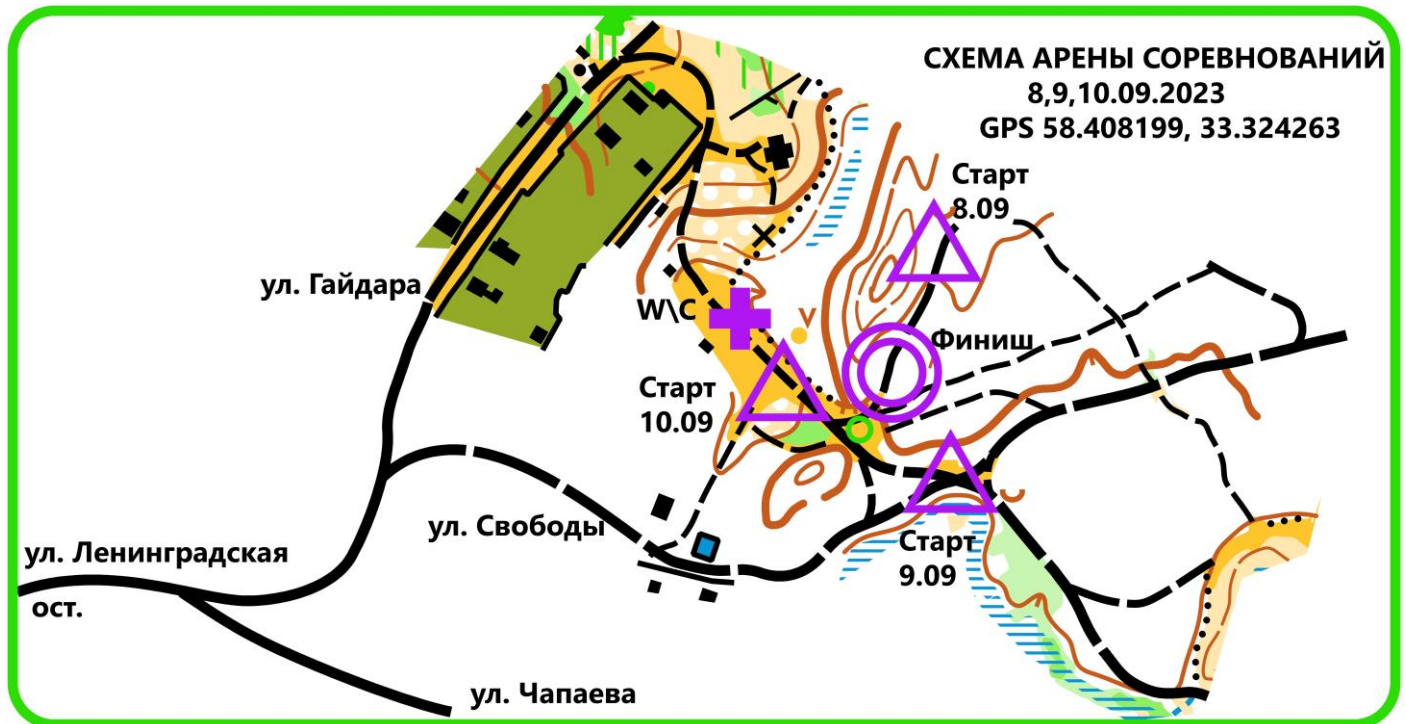 СХЕМА АРЕНЫ СОРЕВНОВАНИЙ
8,9,10.09.2023
GPS 58.408199, 33.324263
Старт
8.09
ул. Гайдара
W\C
Финиш
Старт
10.09
ул. Свободы
Старт
9.09
ул. Ленинградская
ост.
ул. Чапаева